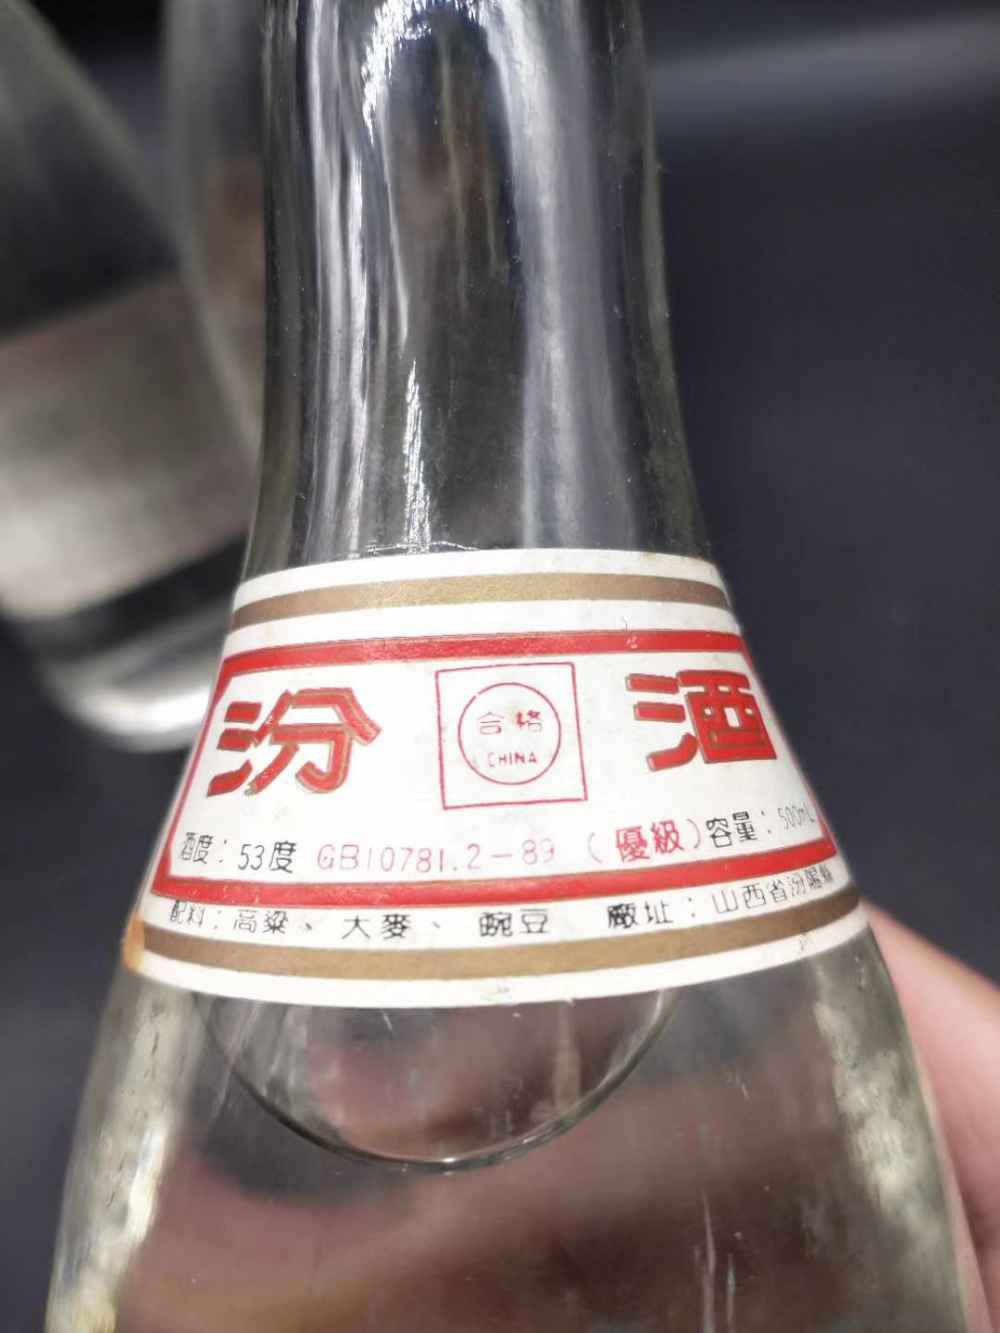 汾 酒
合格
CHINA
酒度：53度 GB10781.2－89 （優級）容量：500mL
配料：高粱、大麥、豌豆 廠址：山西省汾陽縣